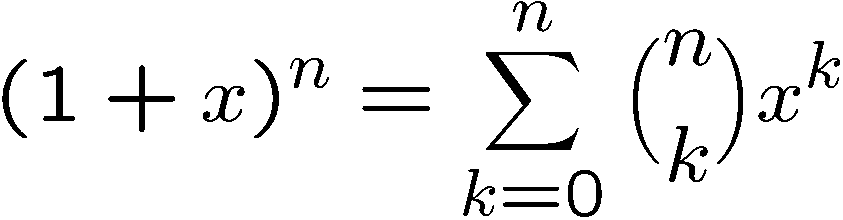 (1 + x)^n = \sum_{k=0}^{n} \binom{n}{k} x^k